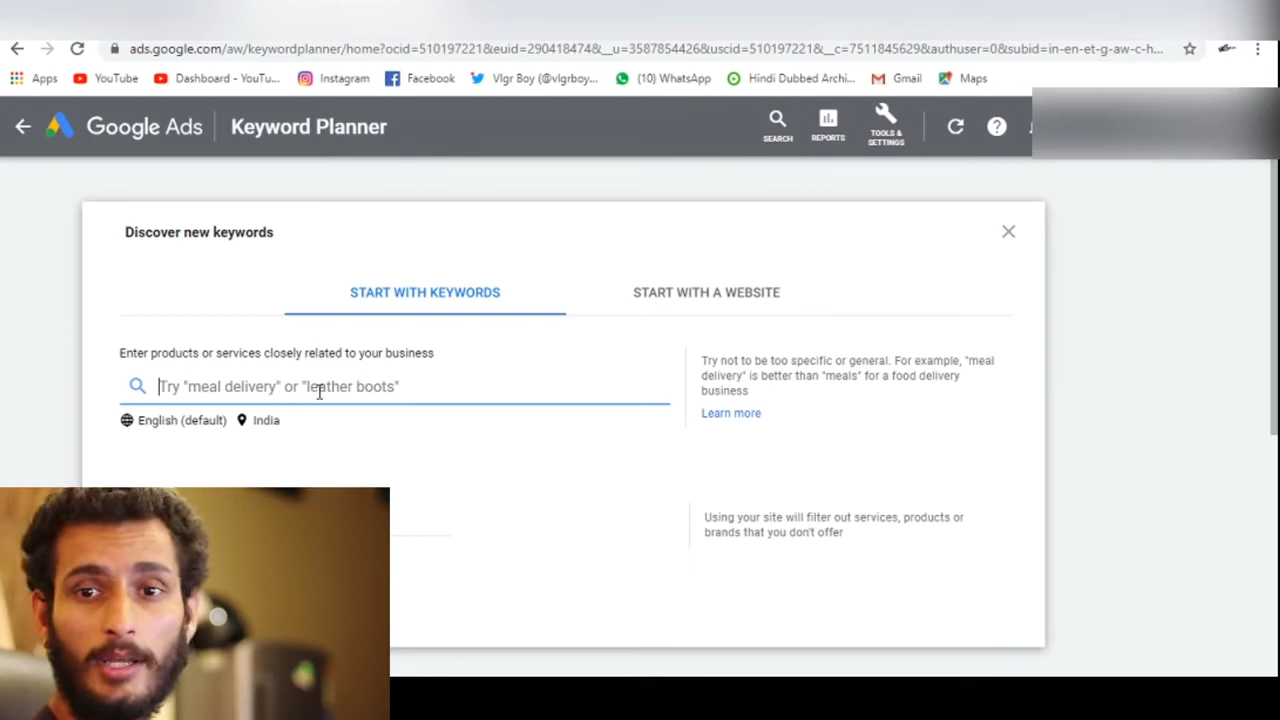 ads.google.com/aw/keywordplanner/home?ocid=510197221&euid=290418474&__u=3587854426&uscid=510197221&__c=7511845629&authuser=0&subid=in-en-et-g-aw-c-h...
Apps YouTube Dashboard - YouTu... Instagram Facebook Vlgr Boy (@vlgrboy... (10) WhatsApp Hindi Dubbed Archi... Gmail Maps
Google Ads Keyword Planner
SEARCH REPORTS TOOLS & SETTINGS
Discover new keywords
START WITH KEYWORDS START WITH A WEBSITE
Enter products or services closely related to your business
Try "meal delivery" or "leather boots"
English (default) India
Try not to be too specific or general. For example, "meal
delivery" is better than "meals" for a food delivery
business
Learn more
Using your site will filter out services, products or
brands that you don't offer